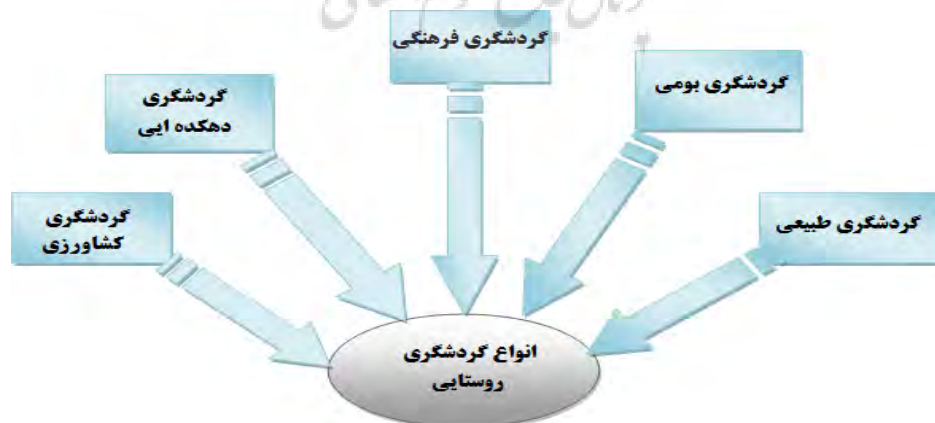 گردشگری فرهنگی
گردشگری بومی
گردشگری
دهکده ایی
گردشگری طبیعی
گردشگری
کشاورزی
انواع گردشگری
روستایی